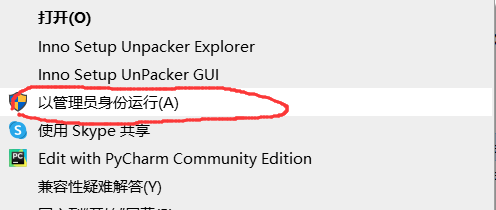 打开(O)
Inno Setup Unpacker Explorer
Inno Setup UnPacker GUI
以管理员身份运行(A)
使用 Skype 共享
Edit with PyCharm Community Edition
兼容性疑难解答(Y)